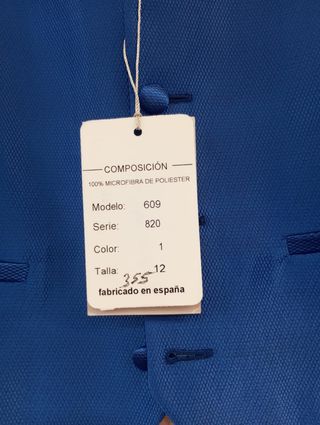 COMPOSICIÓN
100% MICROFIBRA DE POLIESTER
Modelo: 609
Serie: 820
Color: 1
Talla: 12
355
fabricado en españa